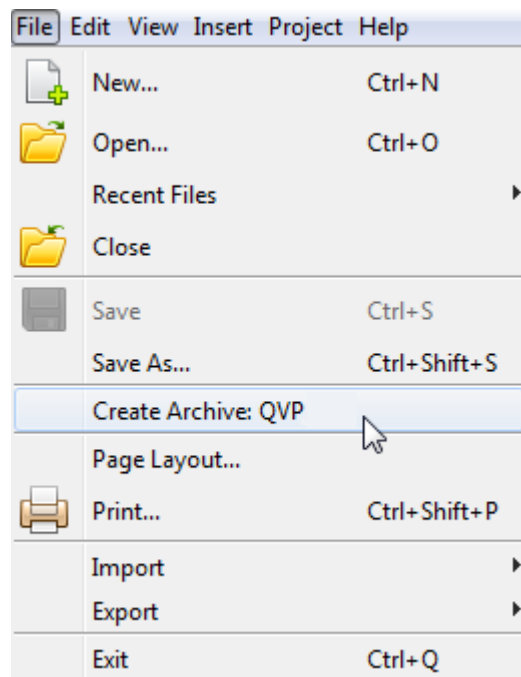 File Edit View Insert Project Help
New... Ctrl+N
Open... Ctrl+O
Recent Files
Close
Save Ctrl+S
Save As... Ctrl+Shift+S
Create Archive: QVP
Page Layout...
Print... Ctrl+Shift+P
Import
Export
Exit Ctrl+Q